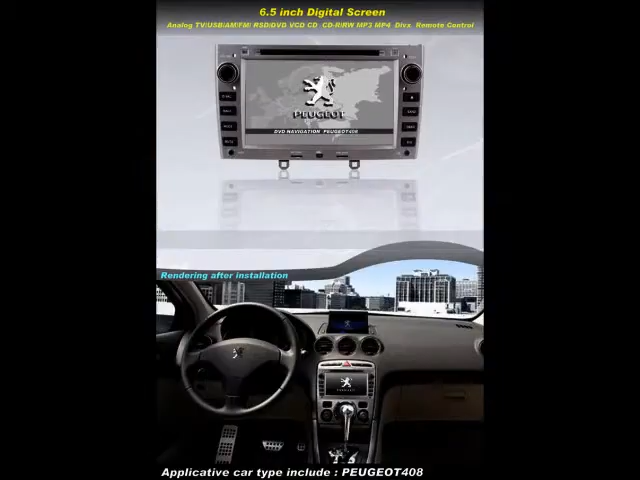 6.5 inch Digital Screen
Analog TV/USB/AM/FM/ RSD/DVD VCD CD CD-R/RW MP3 MP4 Divx Remote Control
PEUGEOT
DVD NAVIGATION PEUGEOT408
Rendering after installation
Applicative car type include : PEUGEOT408